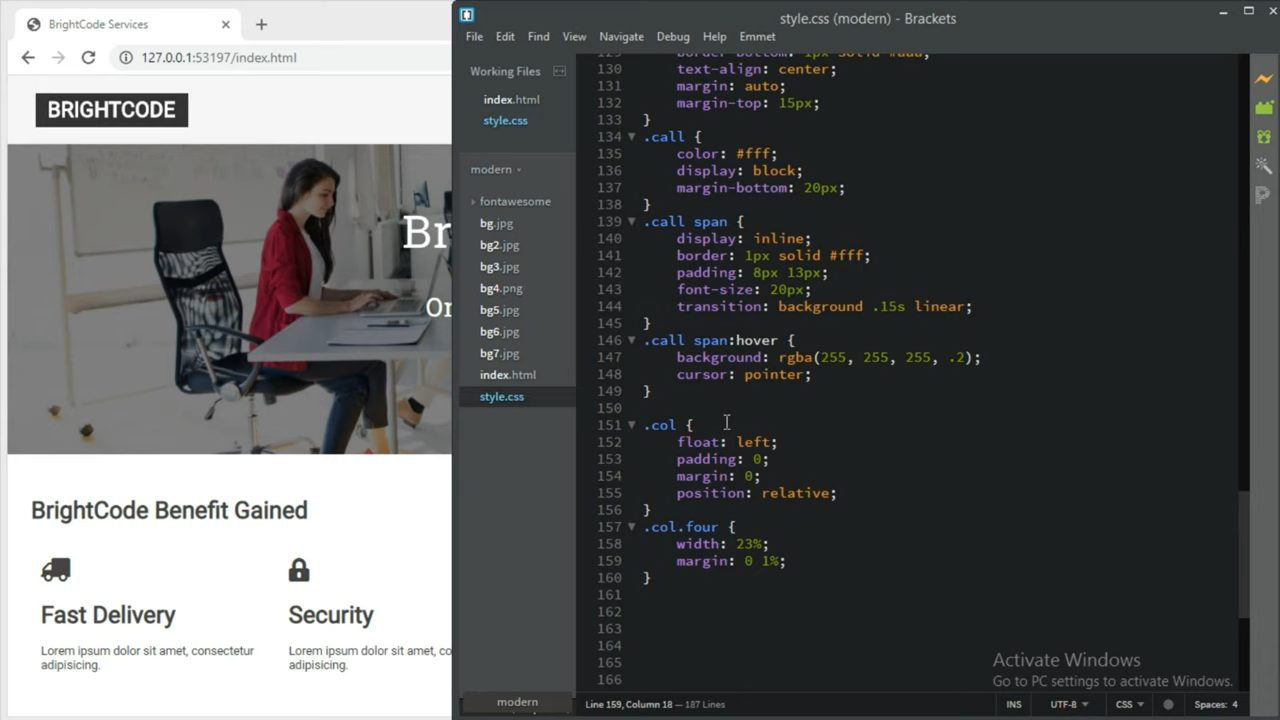 BrightCode Services
127.0.0.1:53197/index.html
BRIGHTCODE
Br
On
BrightCode Benefit Gained
Fast Delivery
Lorem ipsum dolor sit amet, consectetur
adipisicing.
Security
Lorem ipsum dolor sit amet, co
adipisicing.
style.css (modern) - Brackets
File Edit Find View Navigate Debug Help Emmet
Working Files
index.html
style.css
modern
fontawesome
bg.jpg
bg2.jpg
bg3.jpg
bg4.png
bg5.jpg
bg6.jpg
bg7.jpg
index.html
style.css
modern
129 border-bottom: 1px solid #aaa;
130 text-align: center;
131 margin: auto;
132 margin-top: 15px;
133 }
134 .call {
135 color: #fff;
136 display: block;
137 margin-bottom: 20px;
138 }
139 .call span {
140 display: inline;
141 border: 1px solid #fff;
142 padding: 8px 13px;
143 font-size: 20px;
144 transition: background .15s linear;
145 }
146 .call span:hover {
147 background: rgba(255, 255, 255, .2);
148 cursor: pointer;
149 }
150
151 .col {
152 float: left;
153 padding: 0;
154 margin: 0;
155 position: relative;
156 }
157 .col.four {
158 width: 23%;
159 margin: 0 1%;
160 }
161
162
163
164
165
166
Activate Windows
Go to PC settings to activate Windows.
Line 159, Column 18 — 187 Lines
INS UTF-8 CSS Spaces: 4